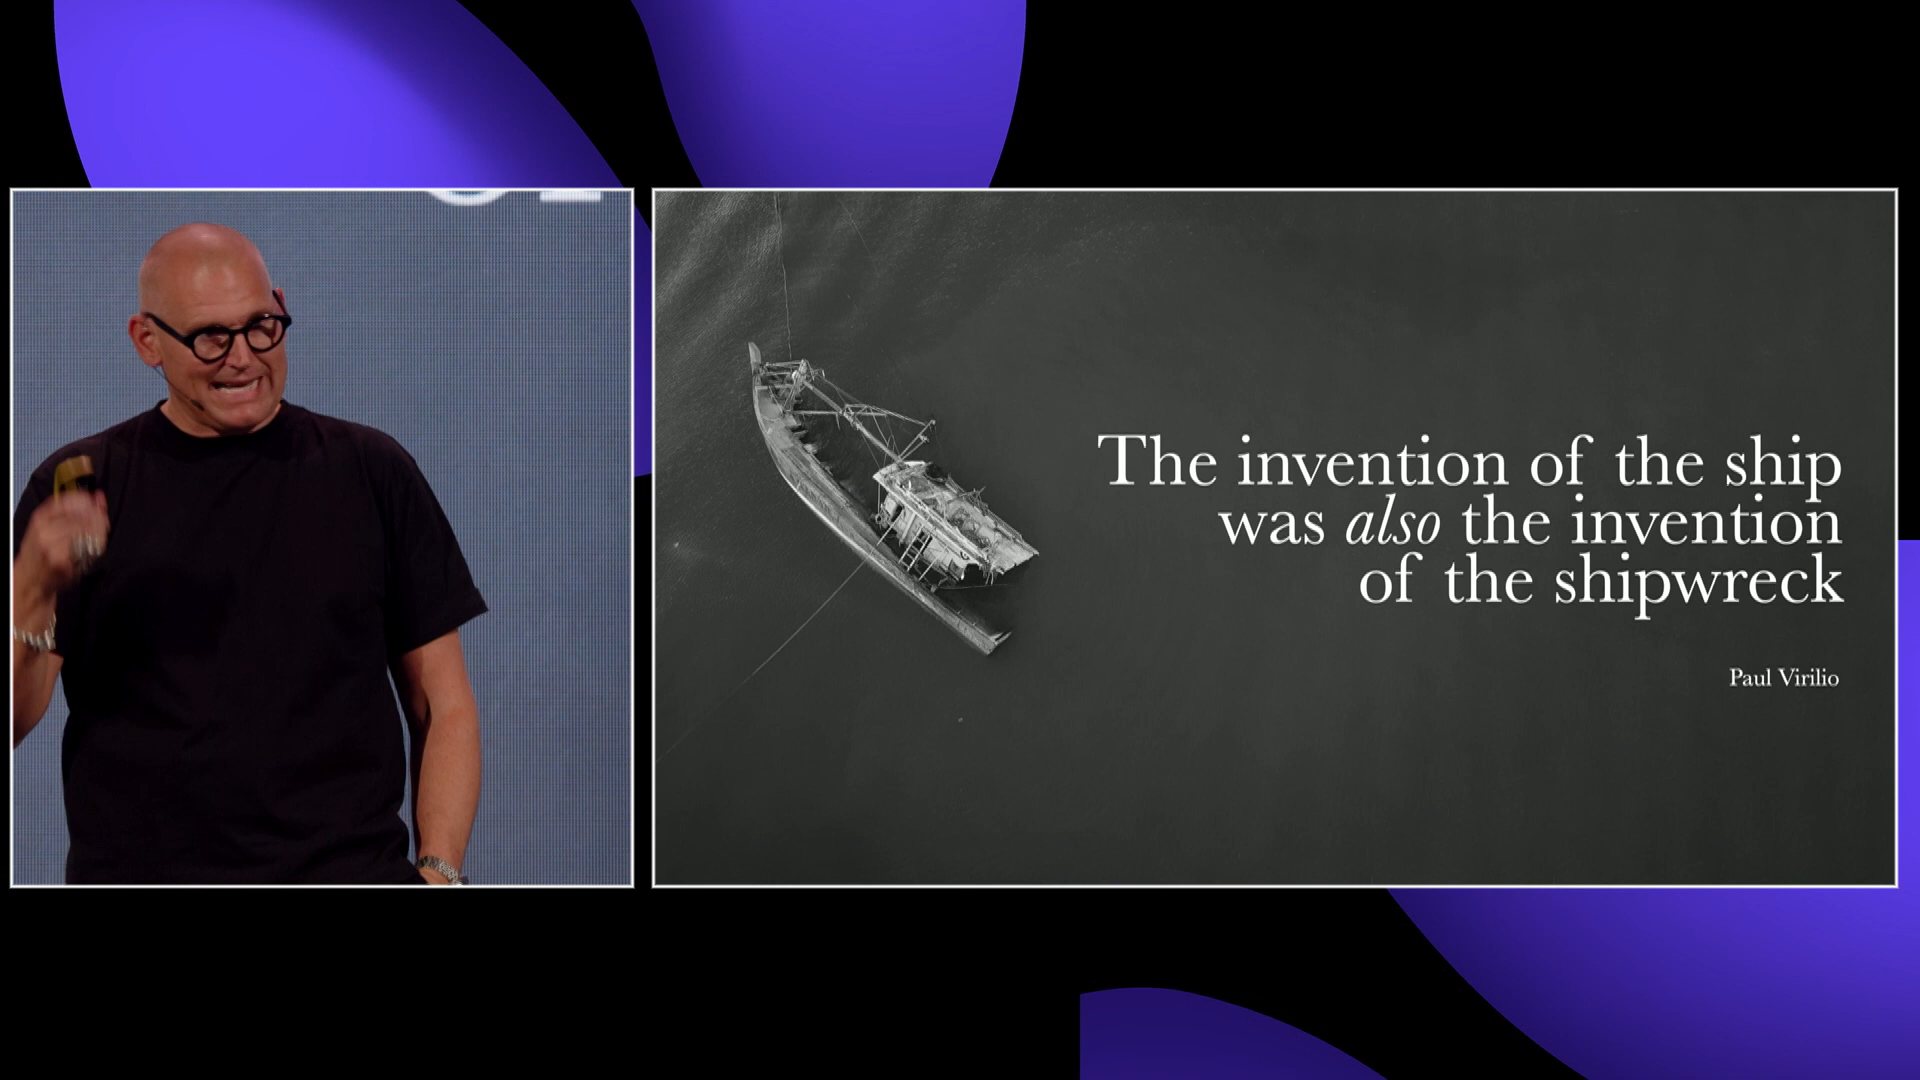 The invention of the ship
was also the invention
of the shipwreck
Paul Virilio